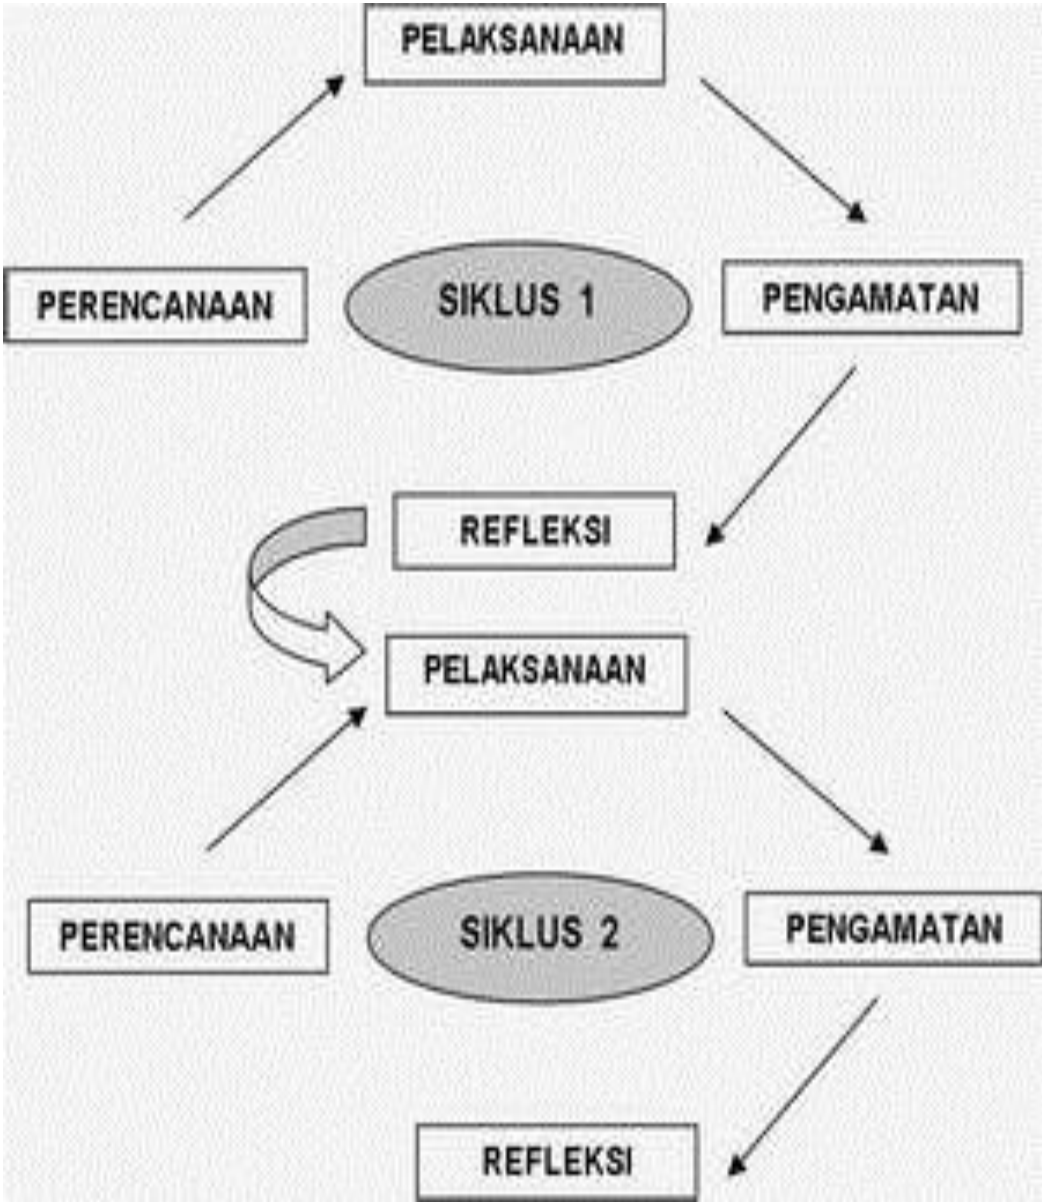 PELAKSANAAN
PERENCANAAN
SIKLUS 1
PENGAMATAN
REFLEKSI
PELAKSANAAN
PERENCANAAN
SIKLUS 2
PENGAMATAN
REFLEKSI